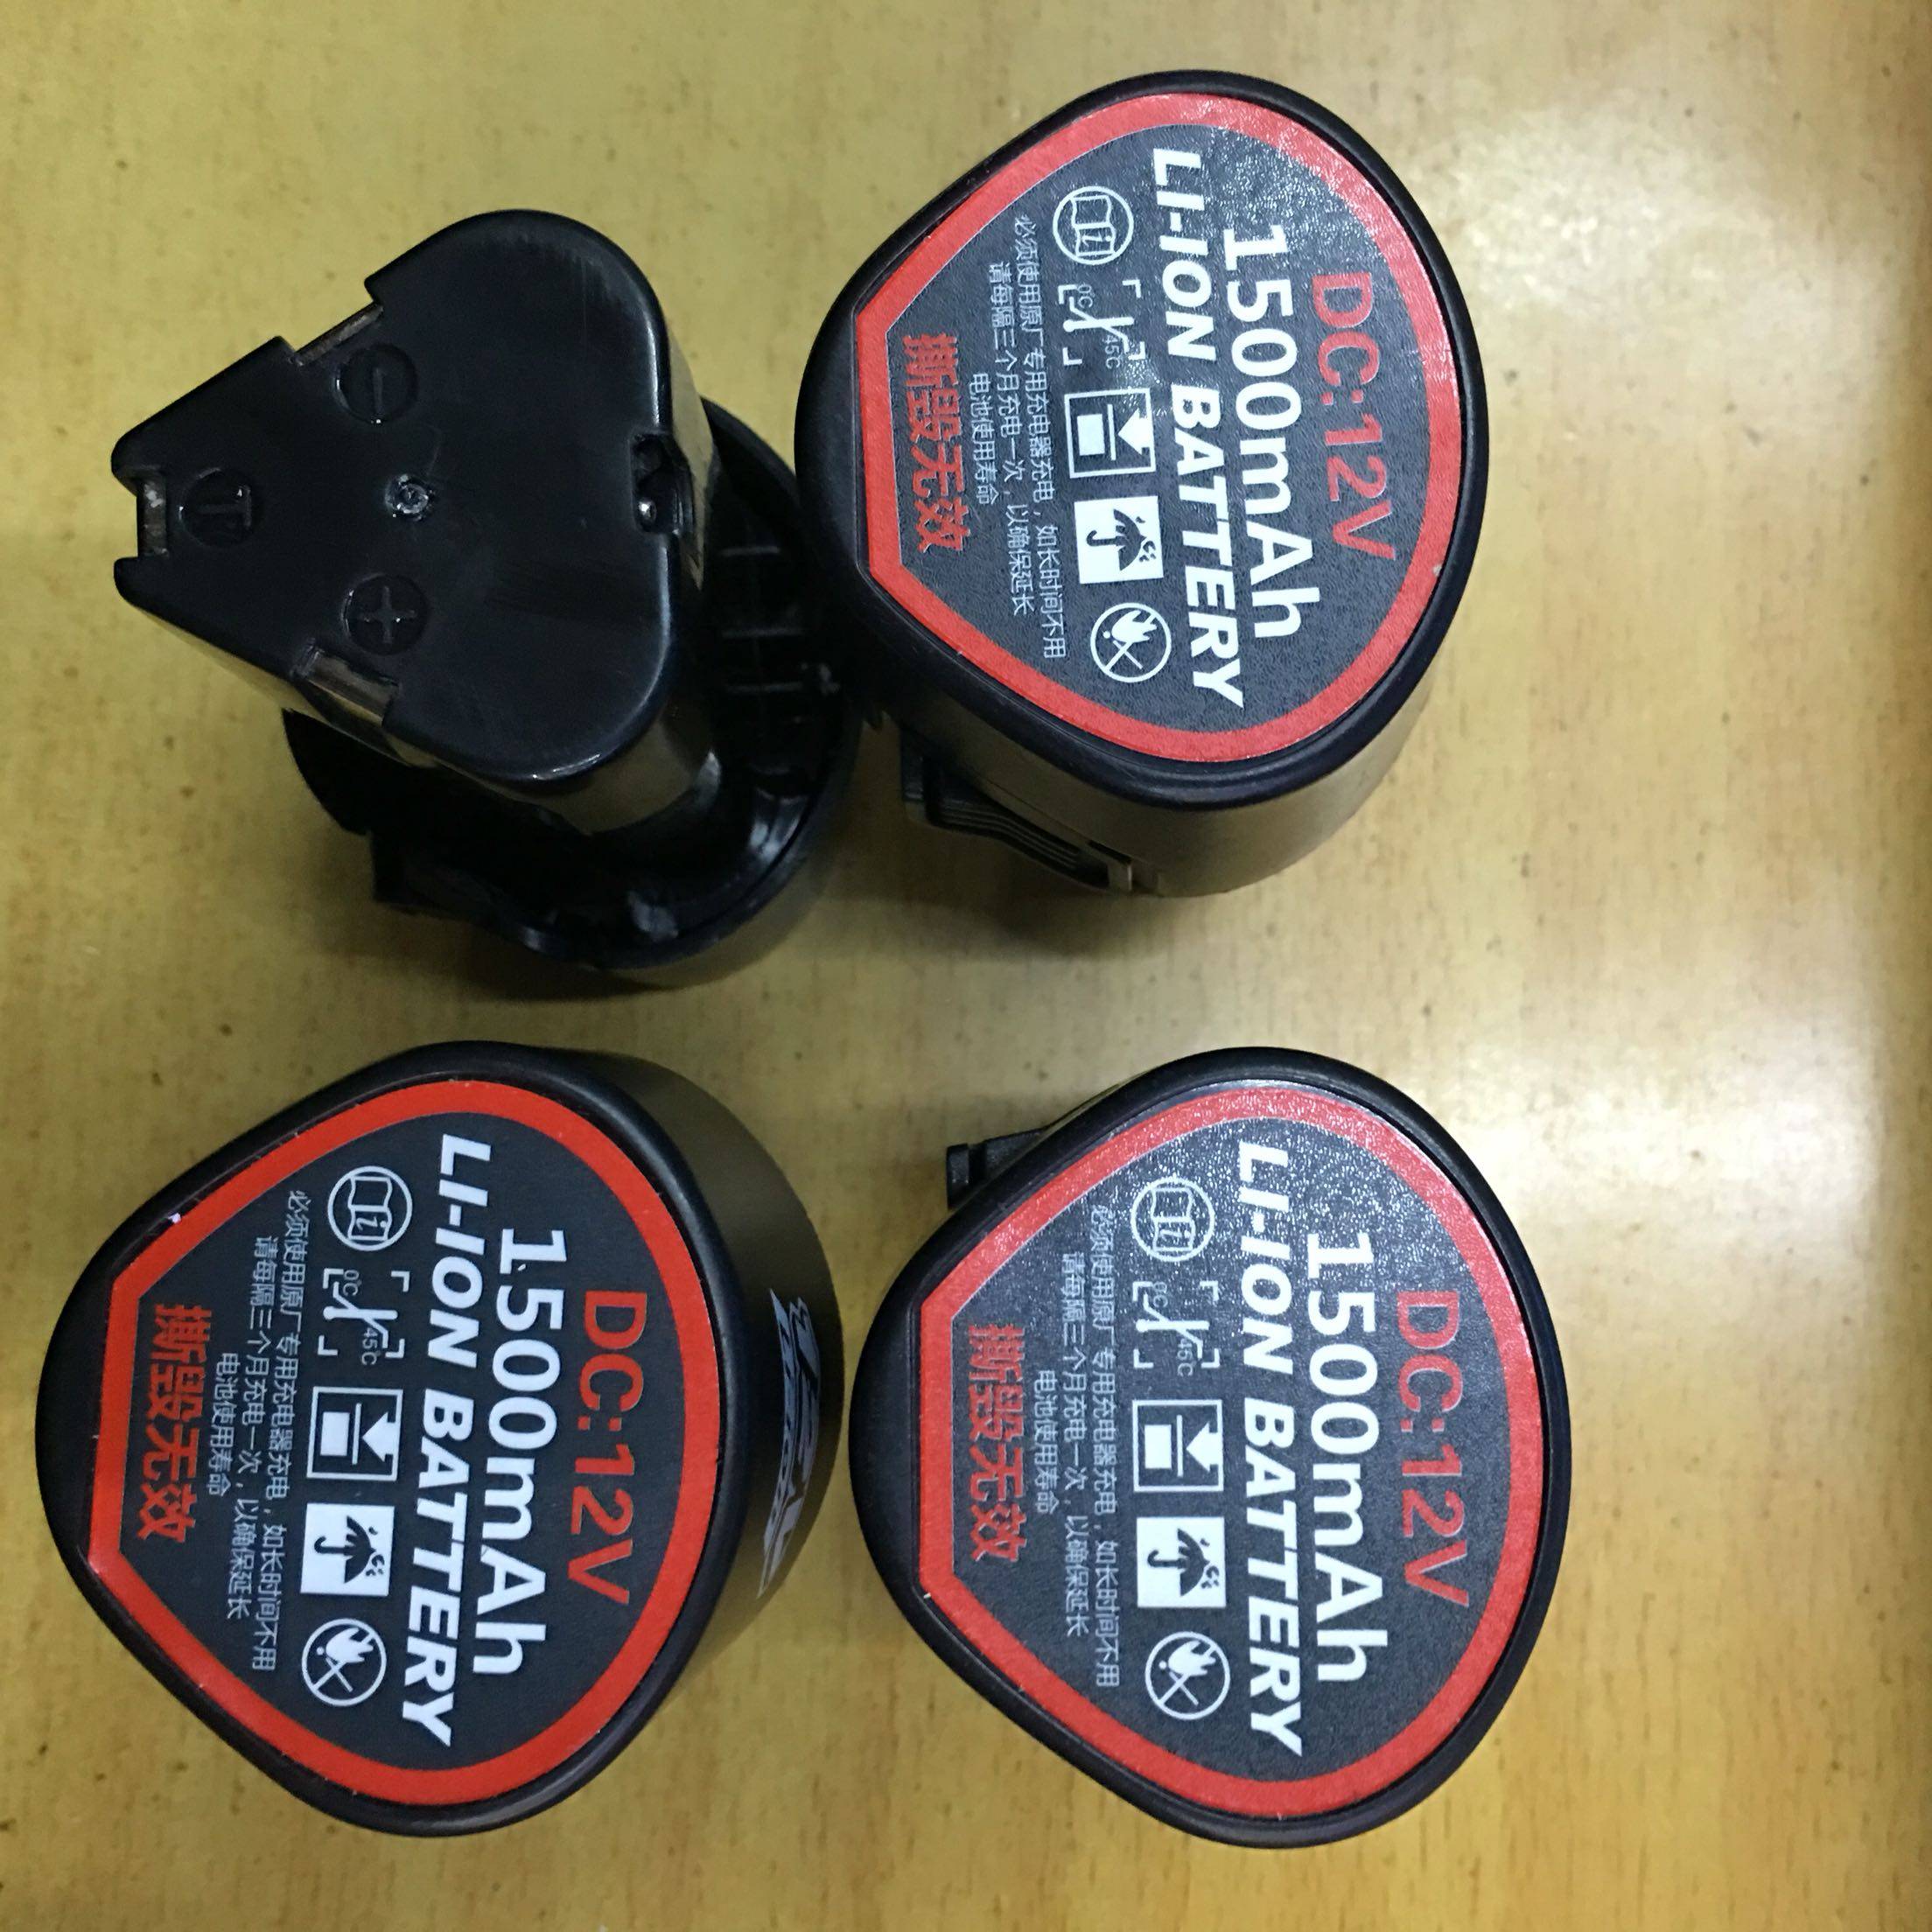 DC:12V
1500mAh
LI-ION BATTERY
0℃
45℃
必须使用原厂专用充电器充电，如长时间不用
请每隔三个月充电一次，以确保延长
电池使用寿命
撕毁无效
−
T
+
DC:12V
1500mAh
LI-ION BATTERY
0℃
45℃
必须使用原厂专用充电器充电，如长时间不用
请每隔三个月充电一次，以确保延长
电池使用寿命
撕毁无效
DC:12V
1500mAh
LI-ION BATTERY
0℃
45℃
必须使用原厂专用充电器充电，如长时间不用
请每隔三个月充电一次，以确保延长
电池使用寿命
撕毁无效